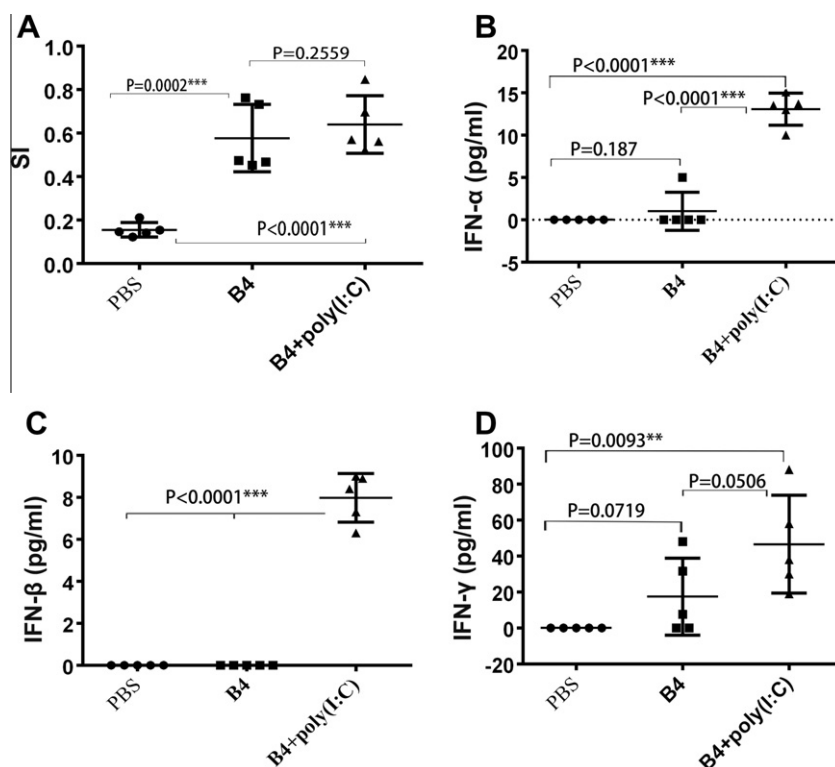 A
P=0.2559
P=0.0002***
P<0.0001***
SI
1.0
0.8
0.6
0.4
0.2
0.0
PBS
B4
B4+poly(I:C)
B
P<0.0001***
<0.0001***
P=0.187
IFN-α (pg/ml)
20
15
10
5
0
-5
PBS
B4
B4+poly(I:C)
C
P<0.0001***
IFN-β (pg/ml)
10
8
6
4
2
0
PBS
B4
B4+poly(I:C)
D
P=0.0093**
P=0.0506
P=0.0719
IFN-γ (pg/ml)
100
80
60
40
20
0
-20
PBS
B4
B4+poly(I:C)